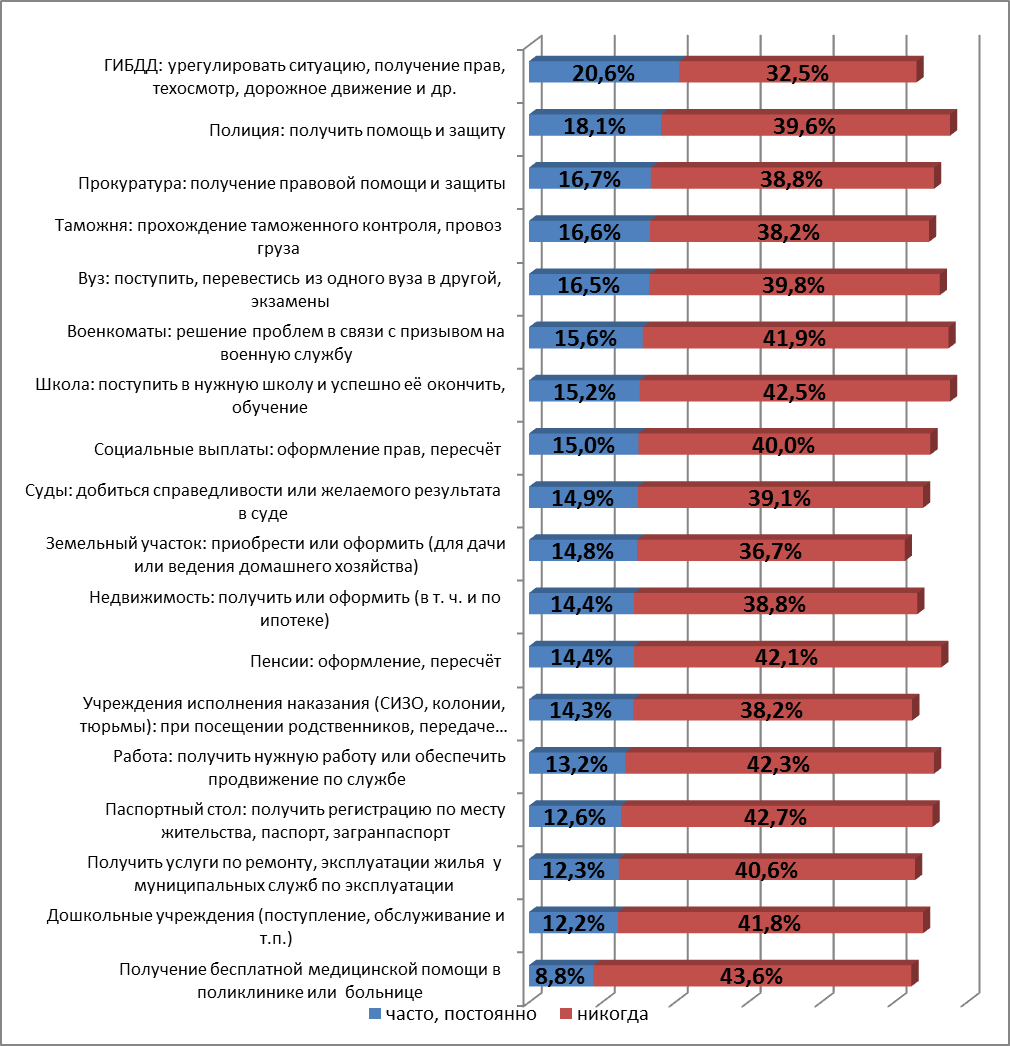 ГИБДД: урегулировать ситуацию, получение прав,
техосмотр, дорожное движение и др.
20,6%
32,5%
Полиция: получить помощь и защиту
18,1%
39,6%
Прокуратура: получение правовой помощи и защиты
16,7%
38,8%
Таможня: прохождение таможенного контроля, провоз
груза
16,6%
38,2%
Вуз: поступить, перевестись из одного вуза в другой,
экзамены
16,5%
39,8%
Военкоматы: решение проблем в связи с призывом на
военную службу
15,6%
41,9%
Школа: поступить в нужную школу и успешно её окончить,
обучение
15,2%
42,5%
Социальные выплаты: оформление прав, пересчёт
15,0%
40,0%
Суды: добиться справедливости или желаемого результата
в суде
14,9%
39,1%
Земельный участок: приобрести или оформить (для дачи
или ведения домашнего хозяйства)
14,8%
36,7%
Недвижимость: получить или оформить (в т. ч. и по
ипотеке)
14,4%
38,8%
Пенсии: оформление, пересчёт
14,4%
42,1%
Учреждения исполнения наказания (СИЗО, колонии,
тюрьмы): при посещении родственников, передаче…
14,3%
38,2%
Работа: получить нужную работу или обеспечить
продвижение по службе
13,2%
42,3%
Паспортный стол: получить регистрацию по месту
жительства, паспорт, загранпаспорт
12,6%
42,7%
Получить услуги по ремонту, эксплуатации жилья у
муниципальных служб по эксплуатации
12,3%
40,6%
Дошкольные учреждения (поступление, обслуживание и
т.п.)
12,2%
41,8%
Получение бесплатной медицинской помощи в
поликлинике или больнице
8,8%
43,6%
часто, постоянно
никогда